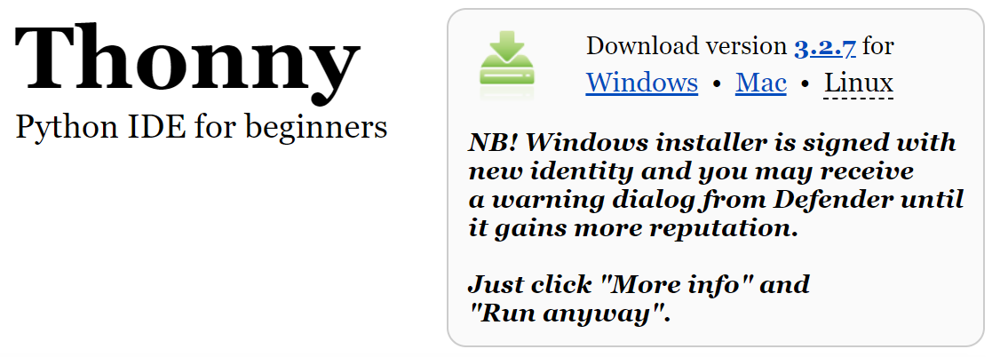 Thonny
Python IDE for beginners
Download version 3.2.7 for
Windows • Mac • Linux
NB! Windows installer is signed with
new identity and you may receive
a warning dialog from Defender until
it gains more reputation.
Just click "More info" and
"Run anyway".